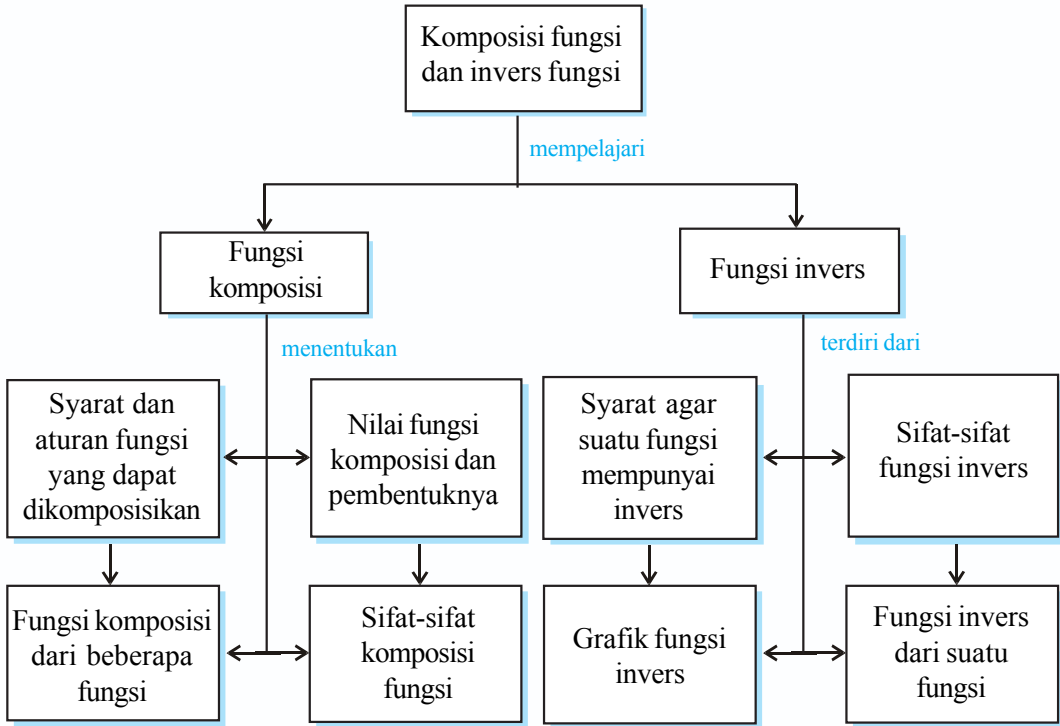 Komposisi fungsi
dan invers fungsi
mempelajari
Fungsi
komposisi
Fungsi invers
menentukan
terdiri dari
Syarat dan
aturan fungsi
yang dapat
dikomposisikan
Nilai fungsi
komposisi dan
pembentuknya
Syarat agar
suatu fungsi
mempunyai
invers
Sifat-sifat
fungsi invers
Fungsi komposisi
dari beberapa
fungsi
Sifat-sifat
komposisi
fungsi
Grafik fungsi
invers
Fungsi invers
dari suatu
fungsi